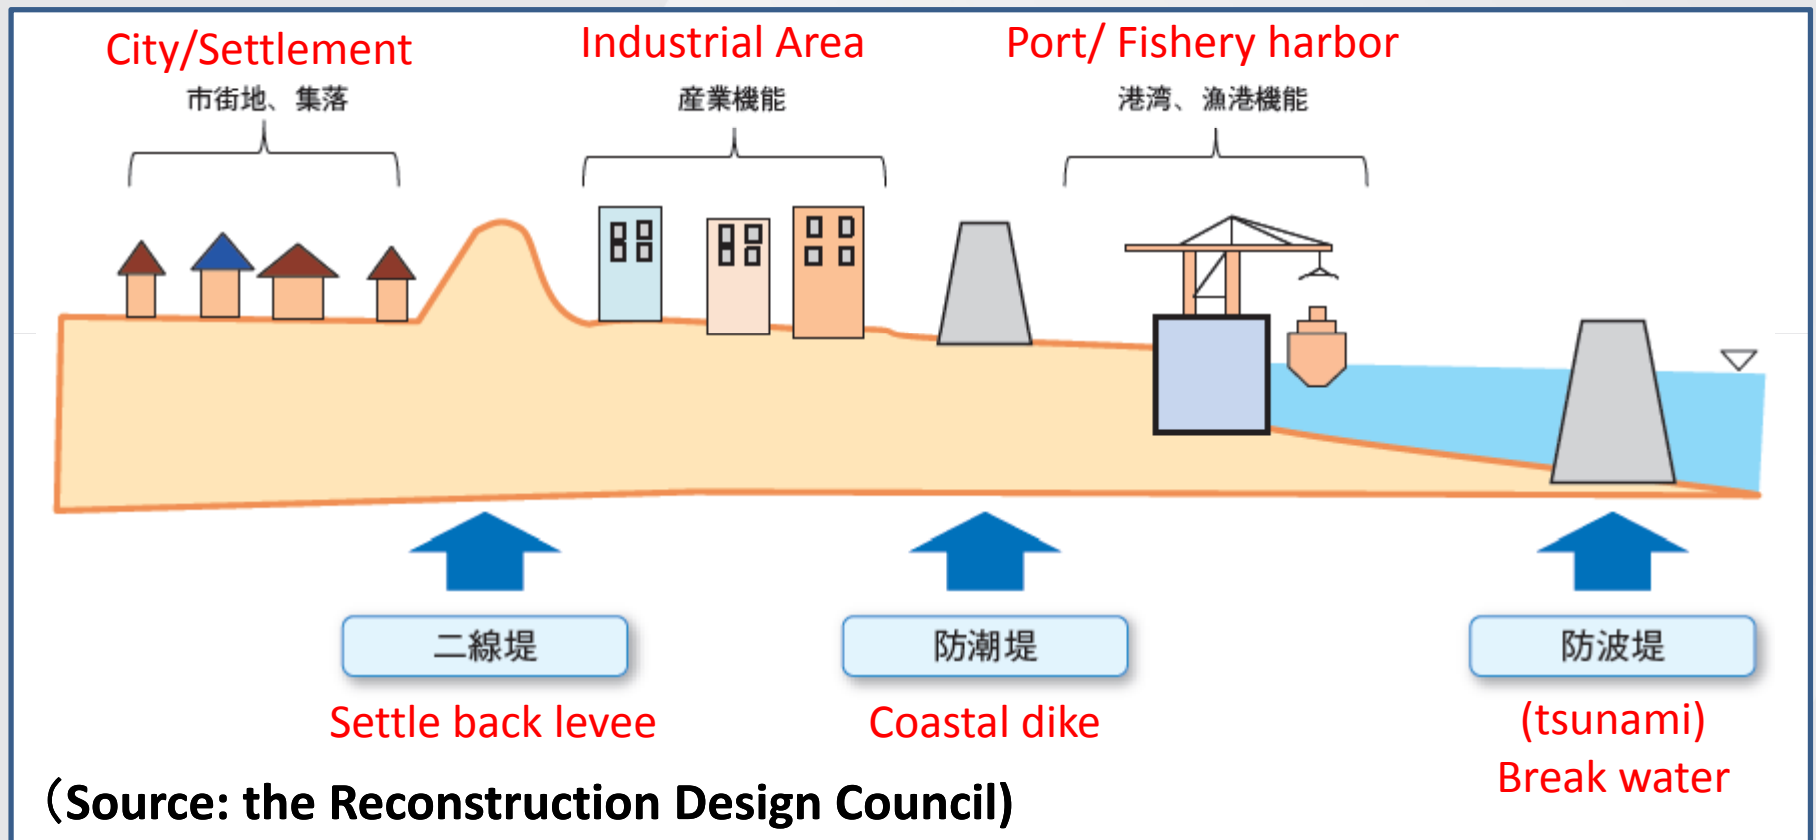 City/Settlement
Industrial Area
Port/ Fishery harbor
市街地、集落
産業機能
港湾、漁港機能
二線堤
防潮堤
防波堤
Settle back levee
Coastal dike
(tsunami)
Break water
（Source: the Reconstruction Design Council)